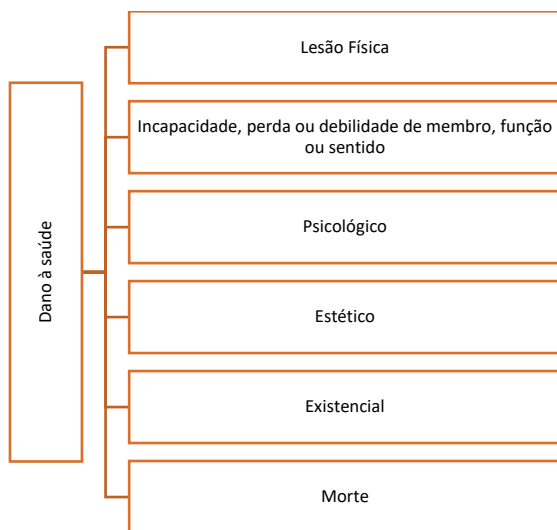 Dano à saúde
Lesão Física
Incapacidade, perda ou debilidade de membro, função
ou sentido
Psicológico
Estético
Existencial
Morte